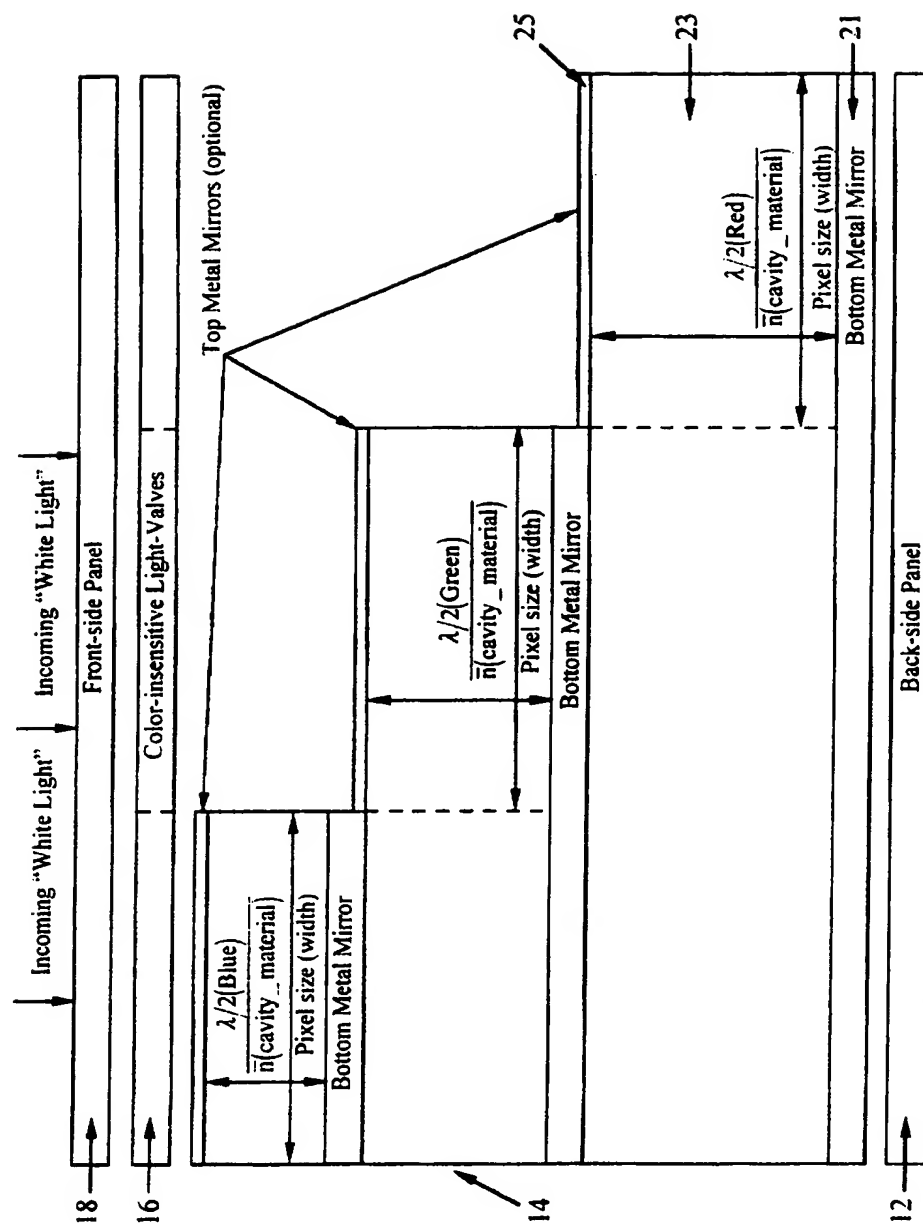 Incoming “White Light”
Incoming “White Light”
18
Front-side Panel
16
Color-insensitive Light-Valves
Top Metal Mirrors (optional)
λ/2(Blue)
n̄(cavity_material)
Pixel size (width)
Bottom Metal Mirror
λ/2(Green)
n̄(cavity_material)
Pixel size (width)
Bottom Metal Mirror
25
23
λ/2(Red)
n̄(cavity_material)
Pixel size (width)
Bottom Metal Mirror
21
14
12
Back-side Panel